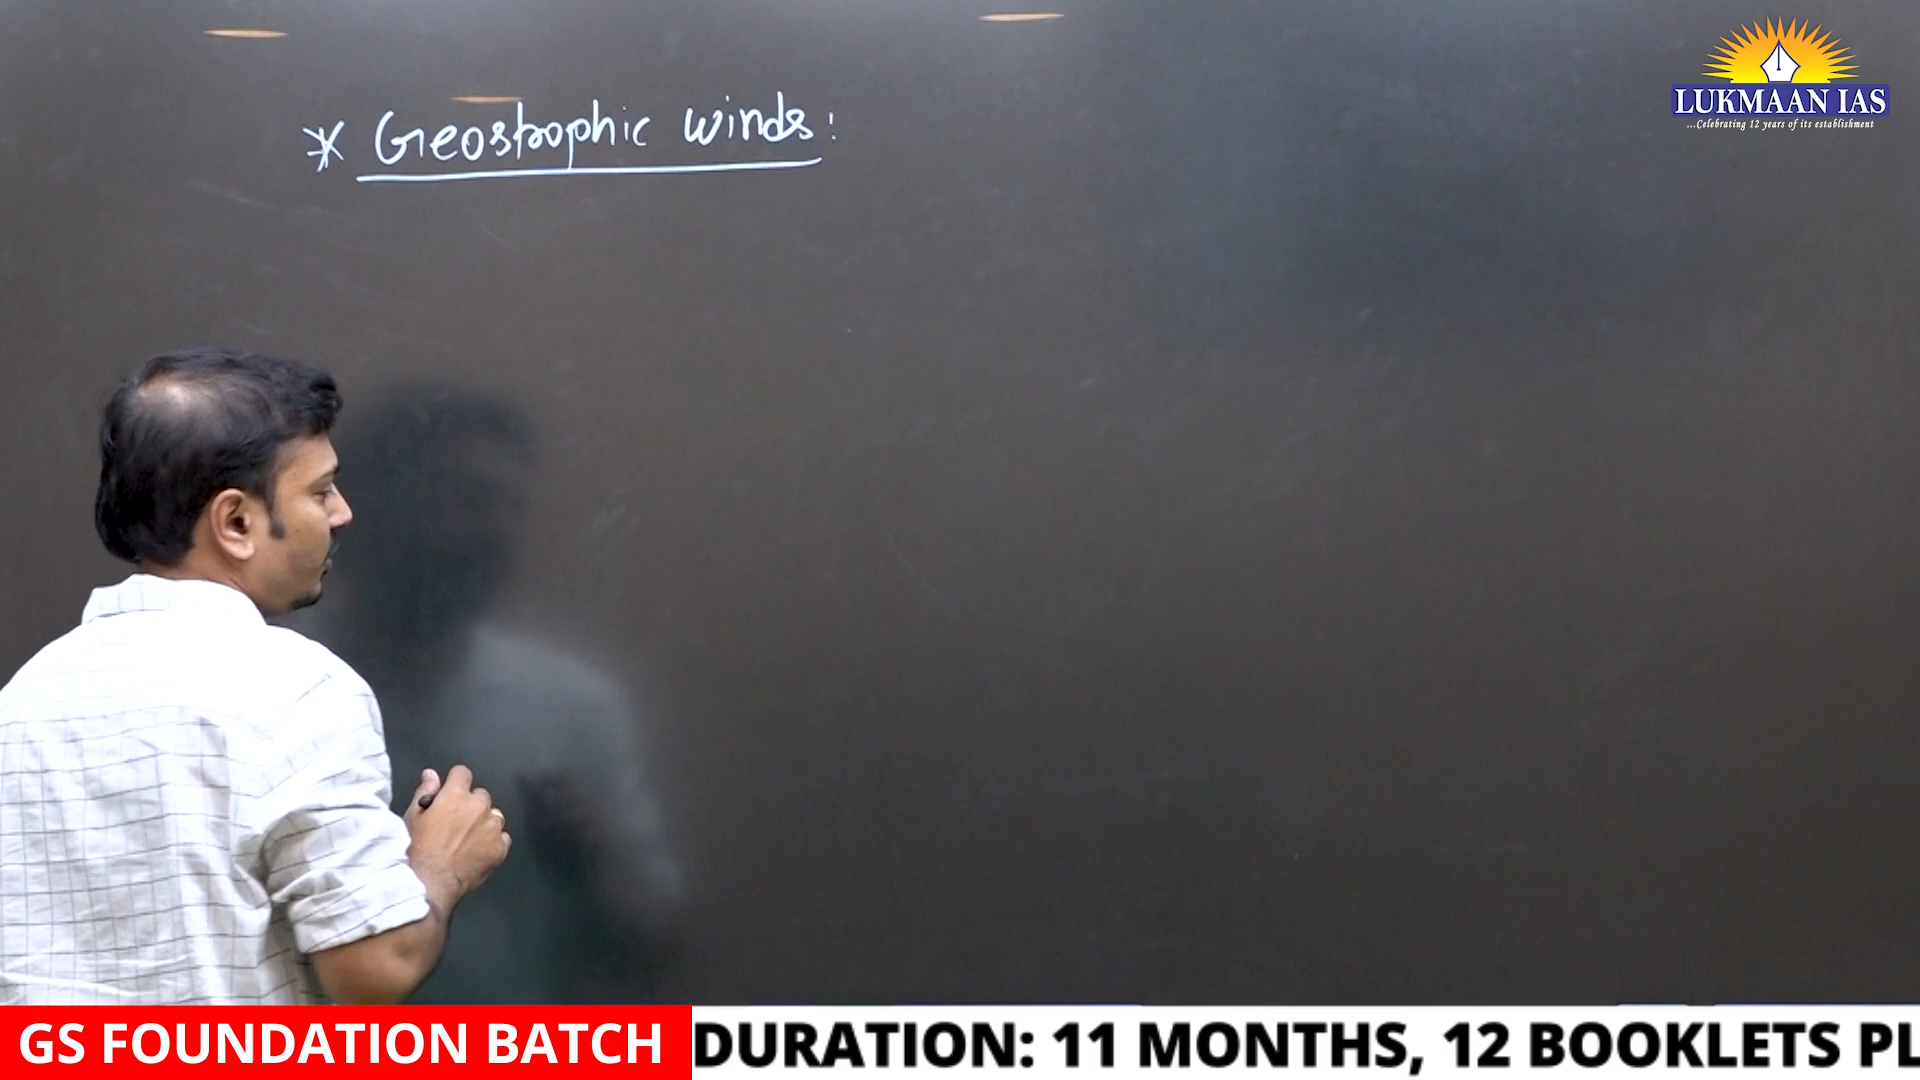 * Geostrophic winds:
LUKMAAN IAS
...Celebrating 12 years of its establishment
GS FOUNDATION BATCH
DURATION: 11 MONTHS, 12 BOOKLETS PL